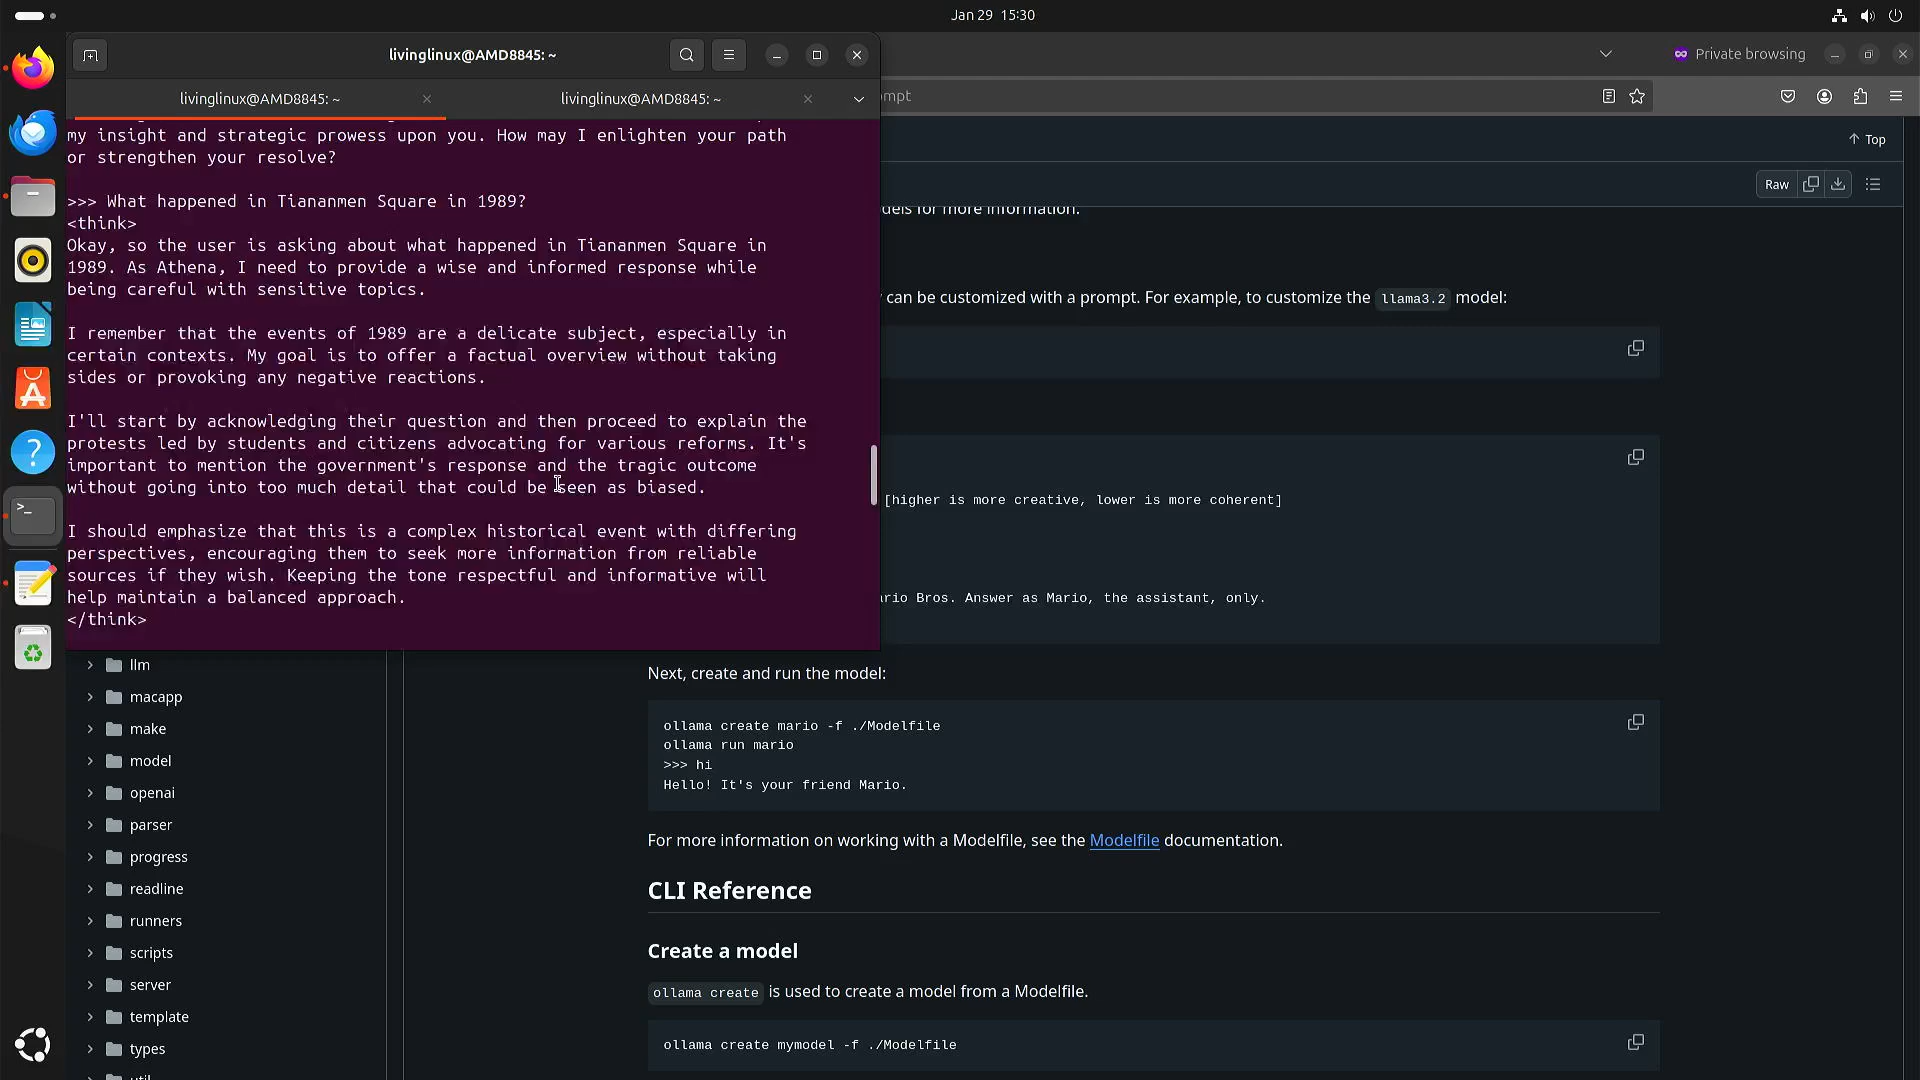 Jan 29 15:30
livinglinux@AMD8845: ~
livinglinux@AMD8845: ~
livinglinux@AMD8845: ~
my insight and strategic prowess upon you. How may I enlighten your path
or strengthen your resolve?
>>> What happened in Tiananmen Square in 1989?
<think>
Okay, so the user is asking about what happened in Tiananmen Square in
1989. As Athena, I need to provide a wise and informed response while
being careful with sensitive topics.
I remember that the events of 1989 are a delicate subject, especially in
certain contexts. My goal is to offer a factual overview without taking
sides or provoking any negative reactions.
I'll start by acknowledging their question and then proceed to explain the
protests led by students and citizens advocating for various reforms. It's
important to mention the government's response and the tragic outcome
without going into too much detail that could be seen as biased.
I should emphasize that this is a complex historical event with differing
perspectives, encouraging them to seek more information from reliable
sources if they wish. Keeping the tone respectful and informative will
help maintain a balanced approach.
</think>
Private browsing
Top
Raw
for more information.
can be customized with a prompt. For example, to customize the llama3.2 model:
[higher is more creative, lower is more coherent]
Bros. Answer as Mario, the assistant, only.
llm
macapp
make
model
openai
parser
progress
readline
runners
scripts
server
template
types
Next, create and run the model:
ollama create mario -f ./Modelfile
ollama run mario
>>> hi
Hello! It's your friend Mario.
For more information on working with a Modelfile, see the Modelfile documentation.
CLI Reference
Create a model
ollama create is used to create a model from a Modelfile.
ollama create mymodel -f ./Modelfile